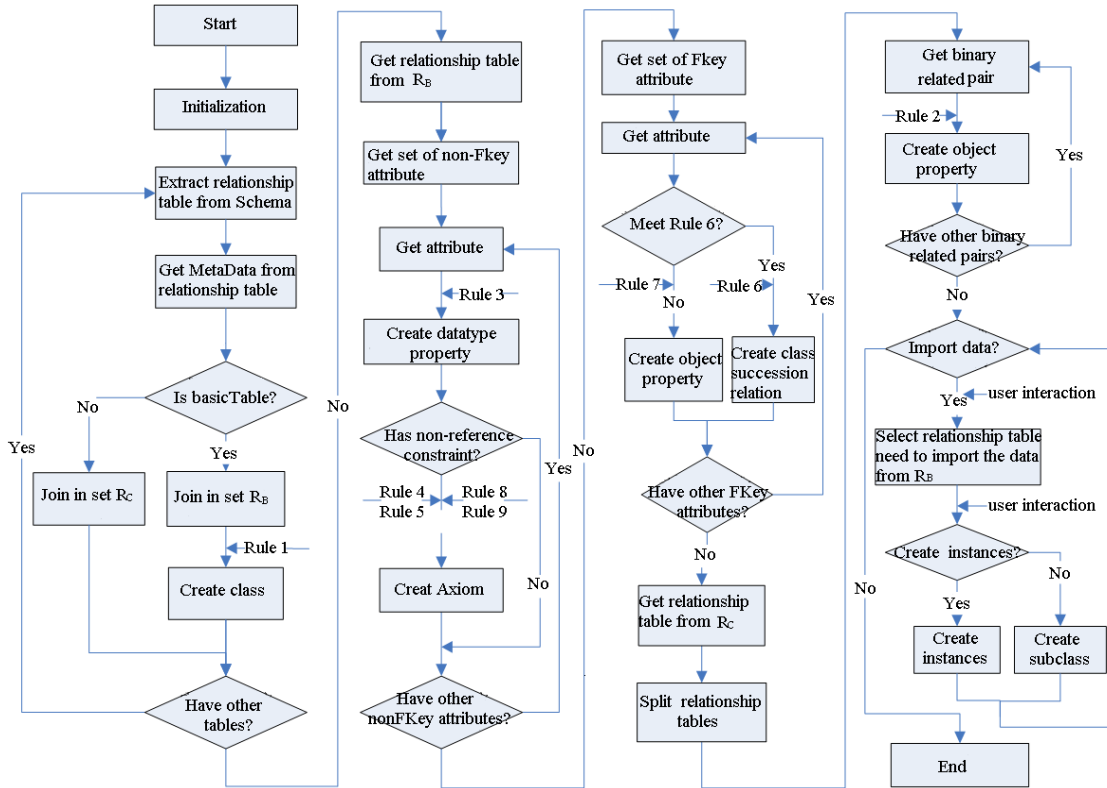 Start
Initialization
Extract relationship
table from Schema
Get MetaData from
relationship table
Is basicTable?
No
Yes
Yes
Join in set RC
Join in set RB
Rule 1
Create class
Have other
tables?
No
Get relationship table
from RB
Get set of non-Fkey
attribute
Get attribute
Rule 3
Create datatype
property
Has non-reference
constraint?
Yes
Rule 4
Rule 5
Rule 8
Rule 9
No
Creat Axiom
Have other
nonFKey attributes?
No
Get set of Fkey
attribute
Get attribute
Meet Rule 6?
Yes
Rule 7
No
Rule 6
Yes
Create object
property
Create class
succession
relation
Have other FKey
attributes?
No
Get relationship
table from RC
Split relationship
tables
Get binary
related pair
Rule 2
Yes
Create object
property
Have other binary
related pairs?
No
Import data?
user interaction
Yes
Select relationship table
need to import the data
from RB
user interaction
Create instances?
No
No
Yes
Create
instances
Create
subclass
End